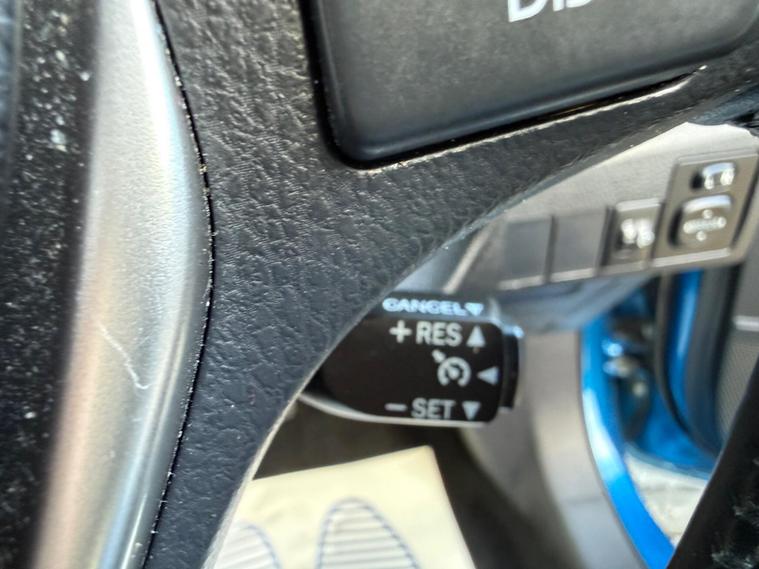 CANCEL▼
+ RES ▲
◀
− SET ▼